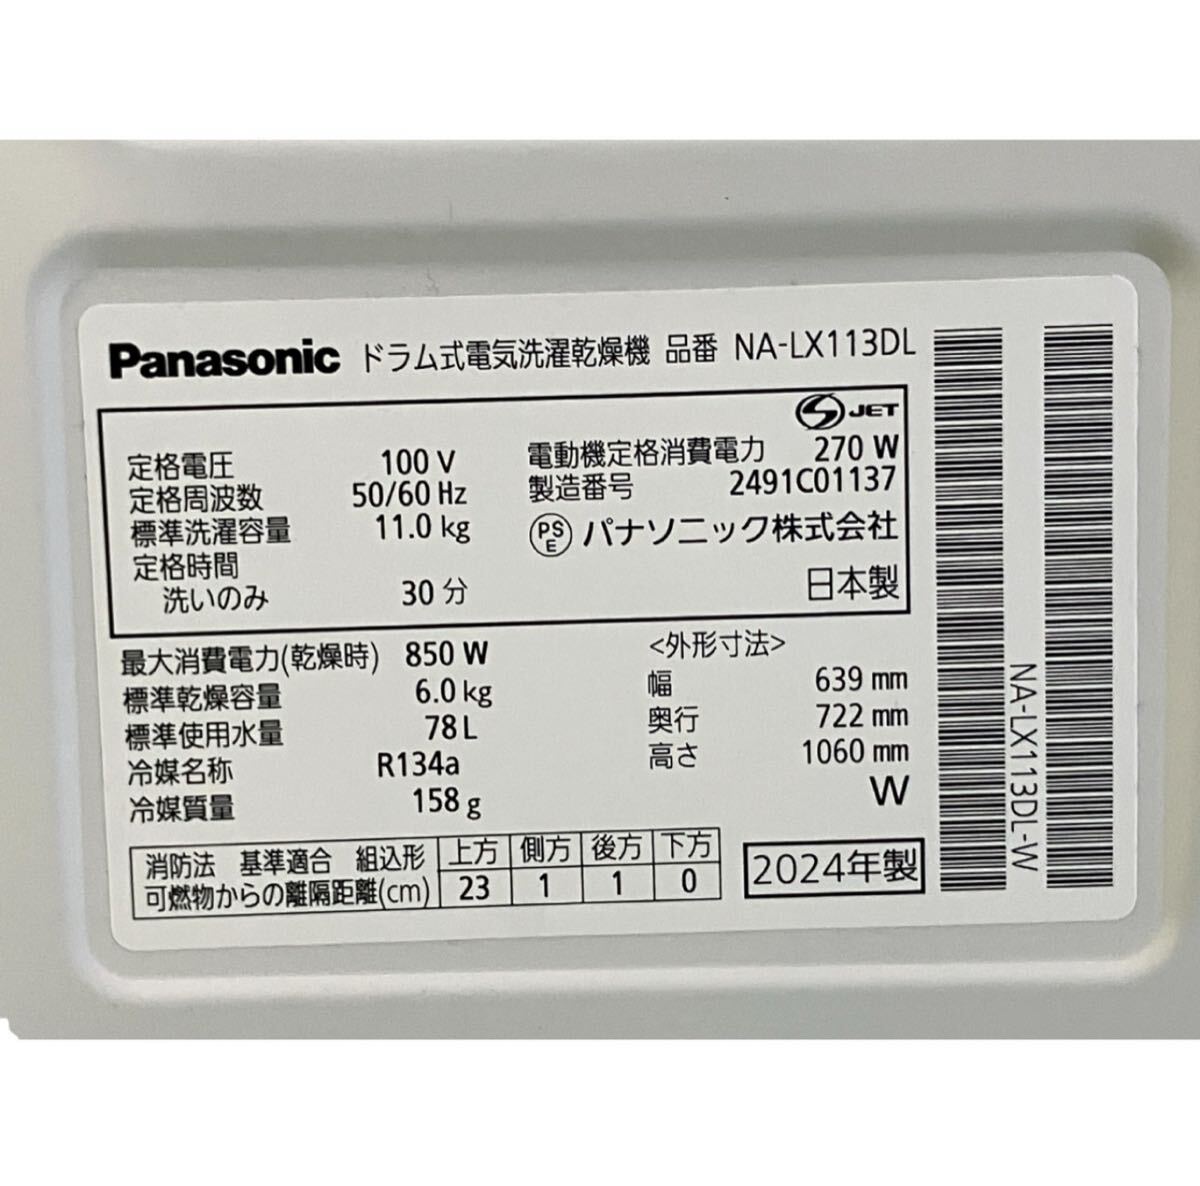 Panasonic ドラム式電気洗濯乾燥機 品番 NA-LX113DL
JET
定格電圧 100 V
定格周波数 50/60 Hz
標準洗濯容量 11.0 kg
定格時間
洗いのみ 30 分
電動機定格消費電力 270 W
製造番号 2491C01137
PSE パナソニック株式会社
日本製
最大消費電力(乾燥時) 850 W
標準乾燥容量 6.0 kg
標準使用水量 78 L
冷媒名称 R134a
冷媒質量 158 g
<外形寸法>
幅 639 mm
奥行 722 mm
高さ 1060 mm
W
消防法 基準適合 組込形 上方 側方 後方 下方
可燃物からの離隔距離(cm) 23 1 1 0
2024年製
NA-LX113DL-W